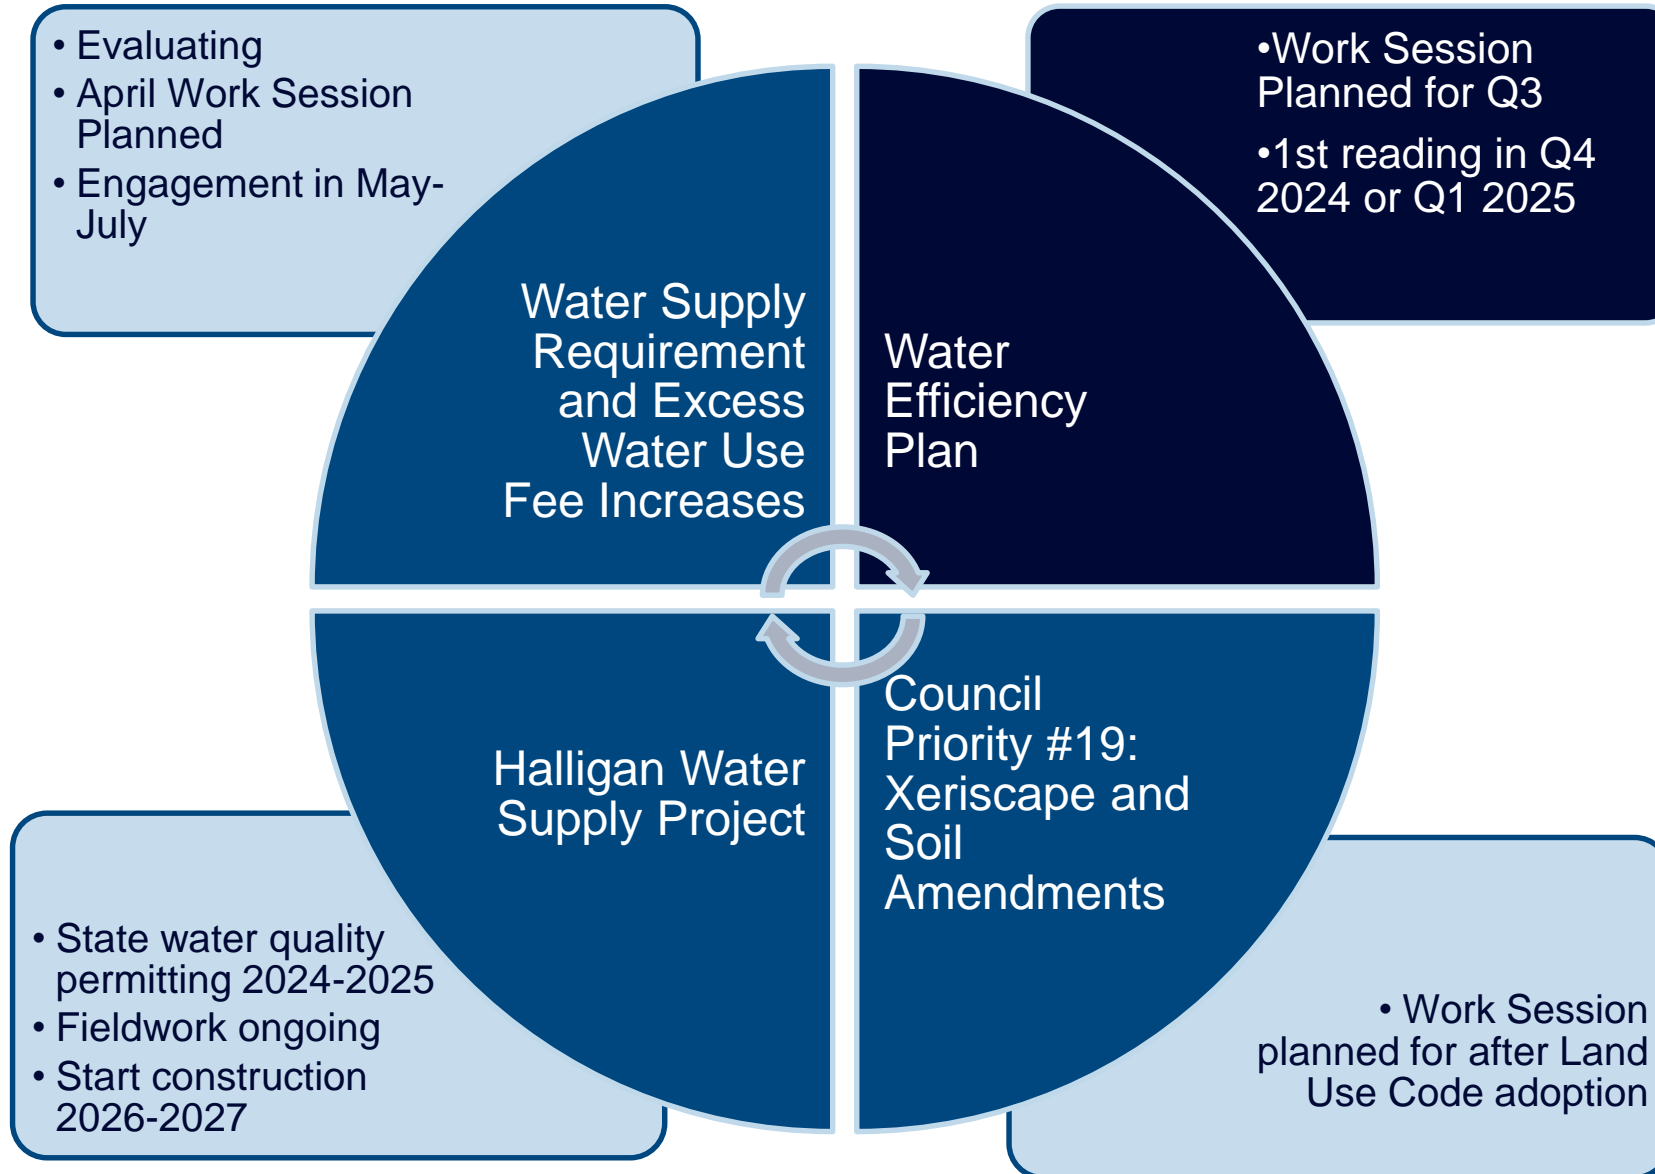 • Evaluating
• April Work Session
Planned
• Engagement in May-
July
•Work Session
Planned for Q3
•1st reading in Q4
2024 or Q1 2025
Water Supply
Requirement
and Excess
Water Use
Fee Increases
Water
Efficiency
Plan
Halligan Water
Supply Project
Council
Priority #19:
Xeriscape and
Soil
Amendments
• State water quality
permitting 2024-2025
• Fieldwork ongoing
• Start construction
2026-2027
• Work Session
planned for after Land
Use Code adoption